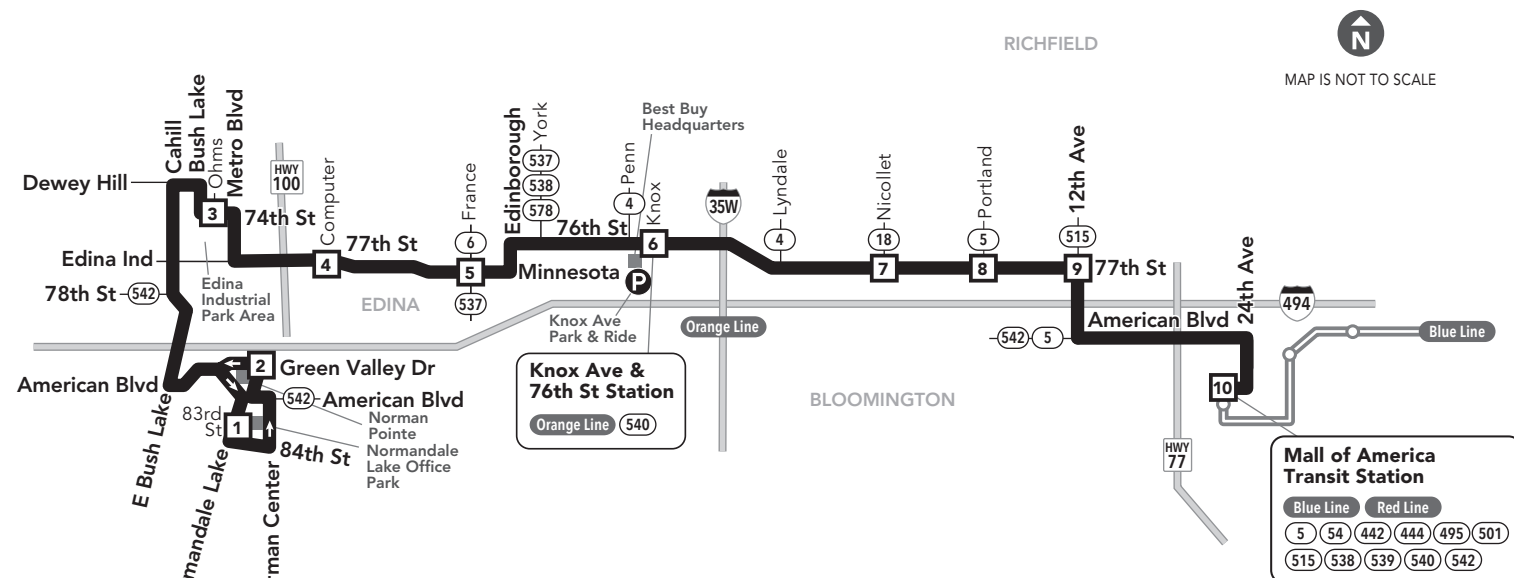 RICHFIELD
N
MAP IS NOT TO SCALE
Cahill
Bush Lake
Ohms
Metro Blvd
HWY
100
Computer
France
6
Edinborough
York
537
538
578
Penn
4
Best Buy
Headquarters
Knox
35W
Lyndale
4
Nicollet
18
Portland
5
12th Ave
515
Dewey Hill
3
74th St
77th St
76th St
6
Edina Ind
4
5
Minnesota
7
8
9
77th St
78th St
542
Edina
Industrial
Park Area
EDINA
537
P
Knox Ave
Park & Ride
Orange Line
24th Ave
494
American Blvd
542
5
Blue Line
2
Green Valley Dr
American Blvd
542
American Blvd
83rd
St
1
Norman
Pointe
Normandale
Lake Office
Park
84th St
E Bush Lake
mandale Lake
rman Center
Knox Ave &
76th St Station
Orange Line
540
BLOOMINGTON
10
HWY
77
Mall of America
Transit Station
Blue Line Red Line
5 54 442 444 495 501
515 538 539 540 542